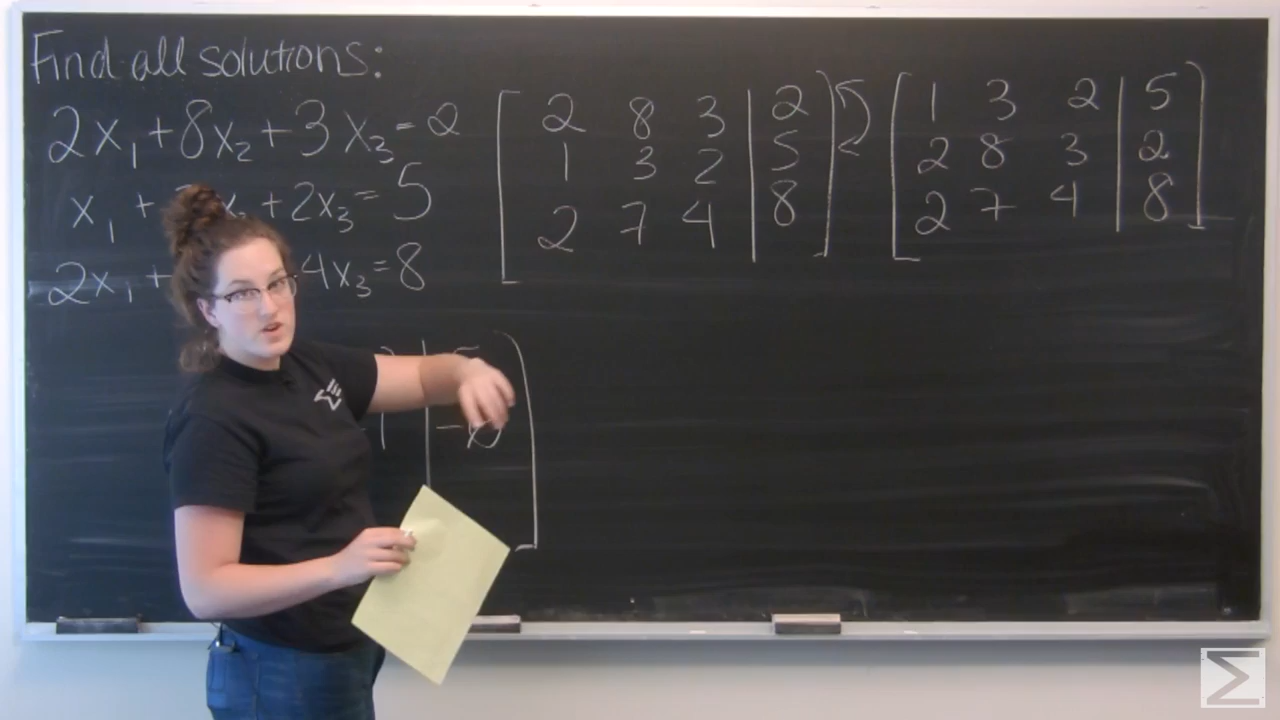 Find all solutions:
2x₁+8x₂+3x₃=2
x₁+ x₂+2x₃=5
2x₁+ 4x₃=8
2 8 3 | 2
1 3 2 | 5
2 7 4 | 8
1 3 2 | 5
2 8 3 | 2
2 7 4 | 8
Σ